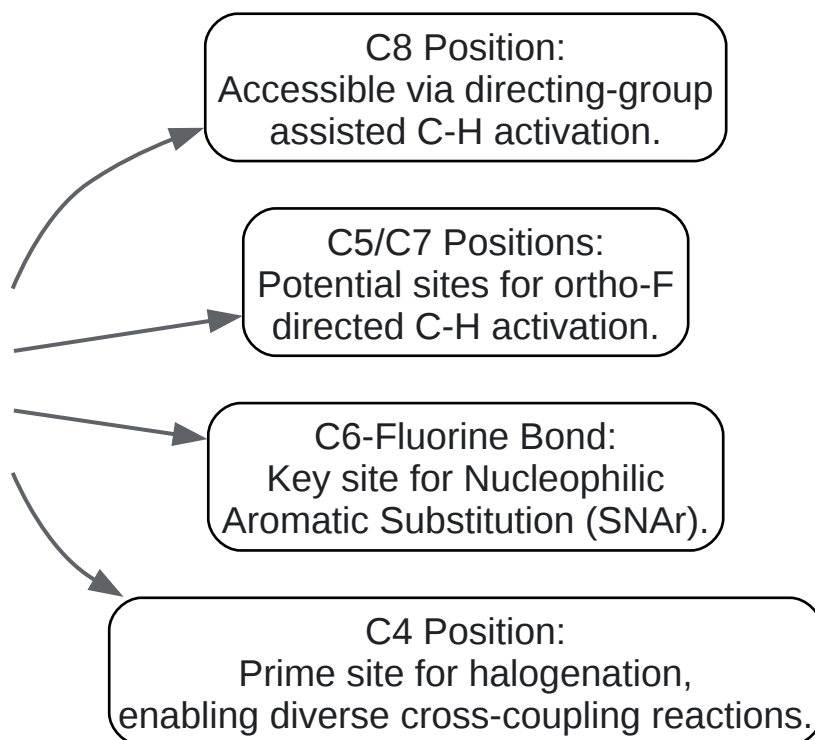 C8 Position:
Accessible via directing-group
assisted C-H activation.
C5/C7 Positions:
Potential sites for ortho-F
directed C-H activation.
C6-Fluorine Bond:
Key site for Nucleophilic
Aromatic Substitution (SNAr).
C4 Position:
Prime site for halogenation,
enabling diverse cross-coupling reactions.